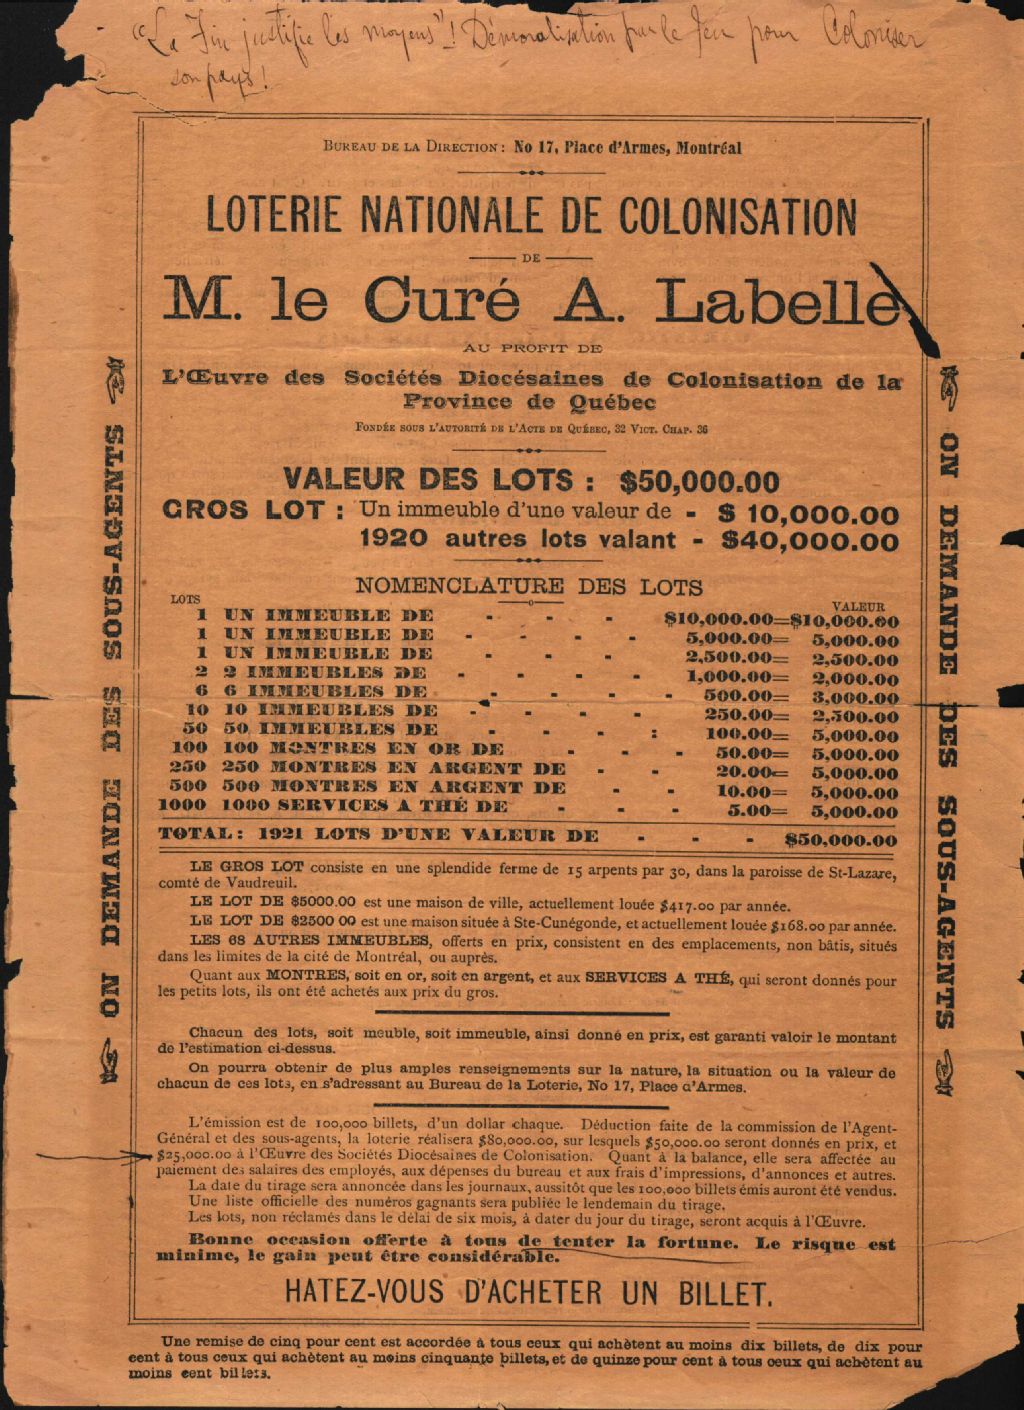 "La Fin justifie les moyens"! Démoralisation par le Jeu pour Coloniser
son pays!
BUREAU DE LA DIRECTION: No 17, Place d'Armes, Montréal
LOTERIE NATIONALE DE COLONISATION
DE
M. le Curé A. Labelle
AU PROFIT DE
L'Œuvre des Sociétés Diocésaines de Colonisation de la
Province de Québec
FONDÉE SOUS L'AUTORITÉ DE L'ACTE DE QUÉBEC, 32 VICT. CHAP. 36
VALEUR DES LOTS: $50,000.00
GROS LOT: Un immeuble d'une valeur de - $ 10,000.00
1920 autres lots valant - $40,000.00
NOMENCLATURE DES LOTS
LOTS VALEUR
1 UN IMMEUBLE DE - - - $10,000.00=$10,000.00
1 UN IMMEUBLE DE - - - - 5,000.00= 5,000.00
1 UN IMMEUBLE DE - - - 2,500.00= 2,500.00
2 2 IMMEUBLES DE - - - - 1,000.00= 2,000.00
6 6 IMMEUBLES DE - - - - 500.00= 3,000.00
10 10 IMMEUBLES DE - - - - 250.00= 2,500.00
50 50 IMMEUBLES DE - - - : 100.00= 5,000.00
100 100 MONTRES EN OR DE - - - 50.00= 5,000.00
250 250 MONTRES EN ARGENT DE - - 20.00= 5,000.00
500 500 MONTRES EN ARGENT DE - - 10.00= 5,000.00
1000 1000 SERVICES A THÉ DE - - - 5.00= 5,000.00
TOTAL: 1921 LOTS D'UNE VALEUR DE - - - $50,000.00
LE GROS LOT consiste en une splendide ferme de 15 arpents par 30, dans la paroisse de St-Lazare,
comté de Vaudreuil.
LE LOT DE $5000.00 est une maison de ville, actuellement louée $417.00 par année.
LE LOT DE $2500 00 est une maison située à Ste-Cunégonde, et actuellement louée $168.00 par année.
LES 68 AUTRES IMMEUBLES, offerts en prix, consistent en des emplacements, non bâtis, situés
dans les limites de la cité de Montréal, ou auprès.
Quant aux MONTRES, soit en or, soit en argent, et aux SERVICES A THÉ, qui seront donnés pour
les petits lots, ils ont été achetés aux prix du gros.
Chacun des lots, soit meuble, soit immeuble, ainsi donné en prix, est garanti valoir le montant
de l'estimation ci-dessus.
On pourra obtenir de plus amples renseignements sur la nature, la situation ou la valeur de
chacun de ces lots, en s'adressant au Bureau de la Loterie, No 17, Place d'Armes.
L'émission est de 100,000 billets, d'un dollar chaque. Déduction faite de la commission de l'Agent-
Général et des sous-agents, la loterie réalisera $80,000.00, sur lesquels $50,000.00 seront donnés en prix, et
$25,000.00 à l'Œuvre des Sociétés Diocésaines de Colonisation. Quant à la balance, elle sera affectée au
paiement des salaires des employés, aux dépenses du bureau et aux frais d'impressions, d'annonces et autres.
La date du tirage sera annoncée dans les journaux, aussitôt que les 100,000 billets émis auront été vendus.
Une liste officielle des numéros gagnants sera publiée le lendemain du tirage.
Les lots, non réclamés dans le délai de six mois, à dater du jour du tirage, seront acquis à l'Œuvre.
Bonne occasion offerte à tous de tenter la fortune. Le risque est
minime, le gain peut être considérable.
HATEZ-VOUS D'ACHETER UN BILLET.
Une remise de cinq pour cent est accordée à tous ceux qui achètent au moins dix billets, de dix pour
cent à tous ceux qui achètent au moins cinquante billets, et de quinze pour cent à tous ceux qui achètent au
moins cent billets.
ON DEMANDE DES SOUS-AGENTS
ON DEMANDE DES SOUS-AGENTS